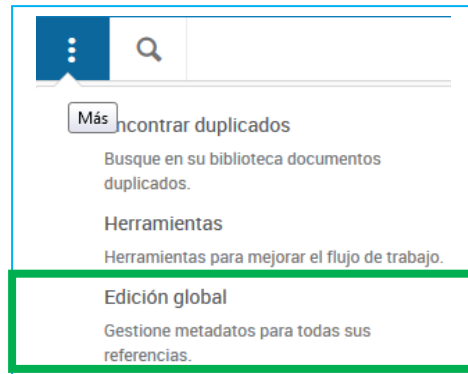 Más
ncontrar duplicados
Busque en su biblioteca documentos
duplicados.
Herramientas
Herramientas para mejorar el flujo de trabajo.
Edición global
Gestione metadatos para todas sus
referencias.